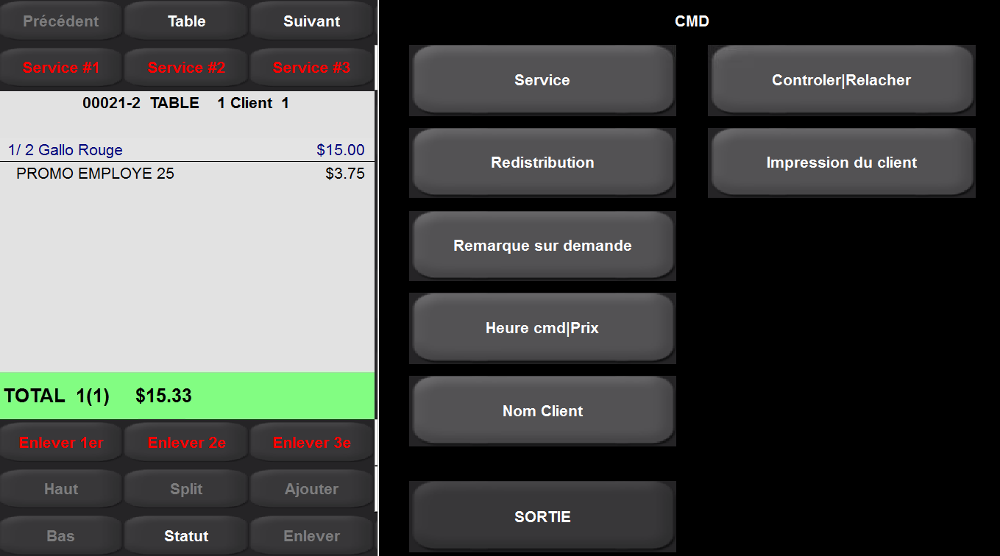 Précédent Table Suivant
Service #1 Service #2 Service #3
00021-2 TABLE 1 Client 1
1/ 2 Gallo Rouge $15.00
PROMO EMPLOYE 25 $3.75
TOTAL 1(1) $15.33
Enlever 1er Enlever 2e Enlever 3e
Haut Split Ajouter
Bas Statut Enlever
CMD
Service Controler|Relacher
Redistribution Impression du client
Remarque sur demande
Heure cmd|Prix
Nom Client
SORTIE